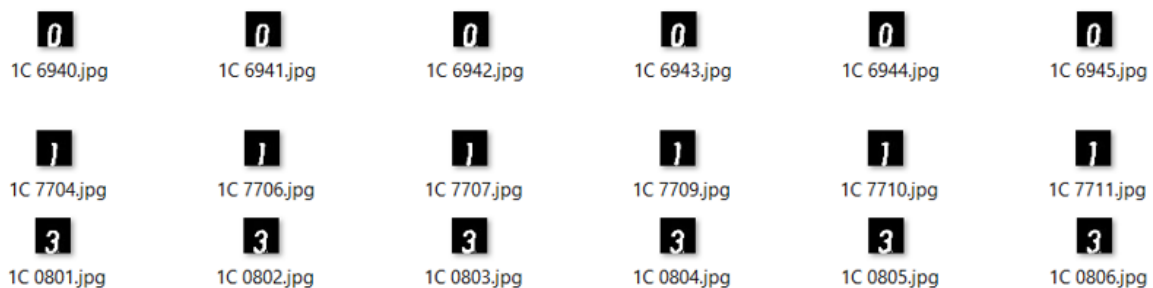 0 0 0 0 0 0
1C 6940.jpg 1C 6941.jpg 1C 6942.jpg 1C 6943.jpg 1C 6944.jpg 1C 6945.jpg
1 1 1 1 1 1
1C 7704.jpg 1C 7706.jpg 1C 7707.jpg 1C 7709.jpg 1C 7710.jpg 1C 7711.jpg
3 3 3 3 3 3
1C 0801.jpg 1C 0802.jpg 1C 0803.jpg 1C 0804.jpg 1C 0805.jpg 1C 0806.jpg